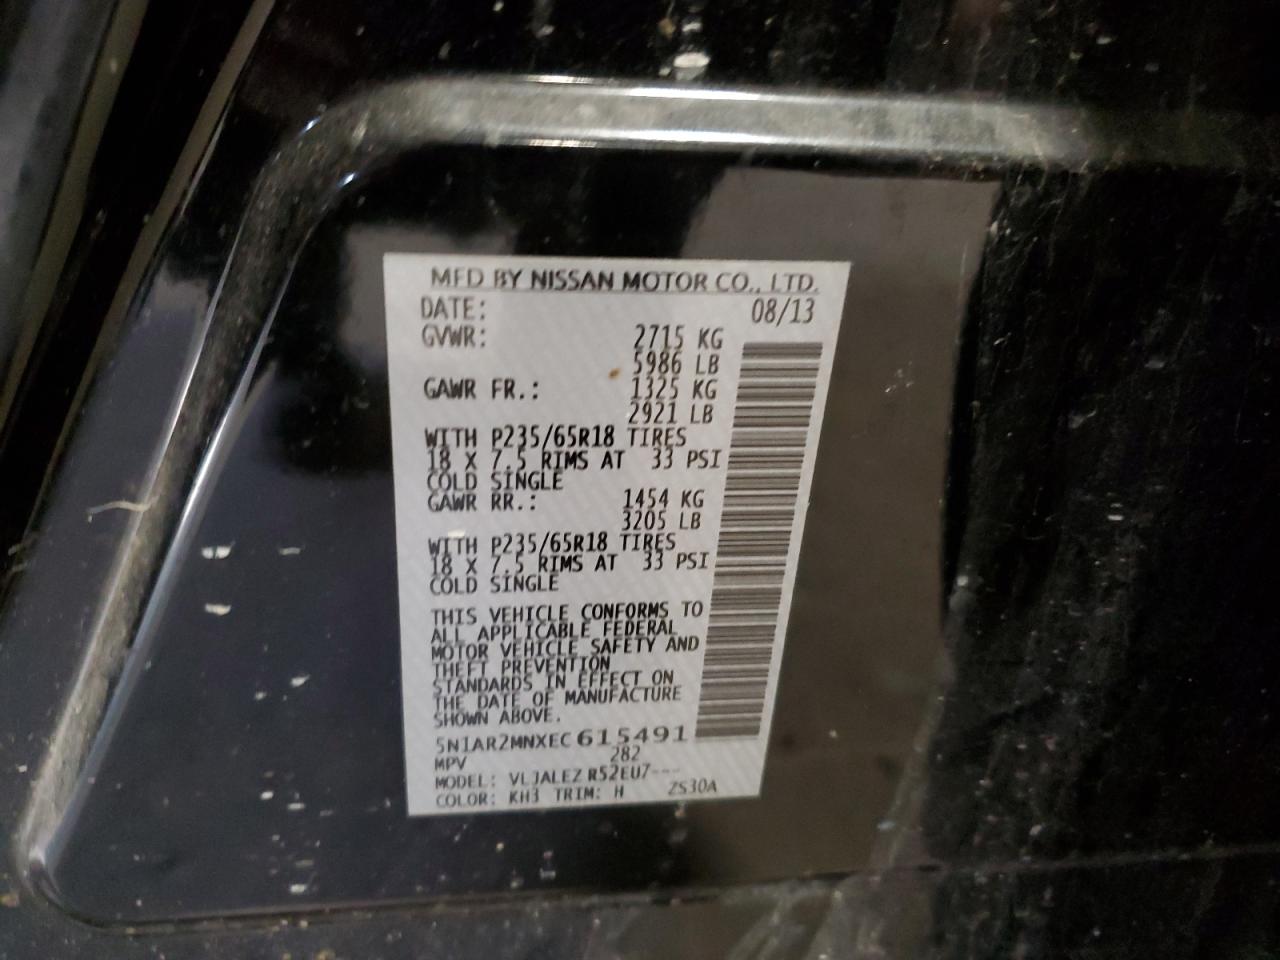 MFD BY NISSAN MOTOR CO., LTD.
DATE: 08/13
GVWR: 2715 KG
5986 LB
GAWR FR.: 1325 KG
2921 LB
WITH P235/65R18 TIRES
18 X 7.5 RIMS AT 33 PSI
COLD SINGLE
GAWR RR.: 1454 KG
3205 LB
WITH P235/65R18 TIRES
18 X 7.5 RIMS AT 33 PSI
COLD SINGLE
THIS VEHICLE CONFORMS TO
ALL APPLICABLE FEDERAL
MOTOR VEHICLE SAFETY AND
THEFT PREVENTION
STANDARDS IN EFFECT ON
THE DATE OF MANUFACTURE
SHOWN ABOVE.
5N1AR2MNXEC615491
MPV 282
MODEL: VLJALEZ R52EU7---
COLOR: KH3 TRIM: H ZS30A